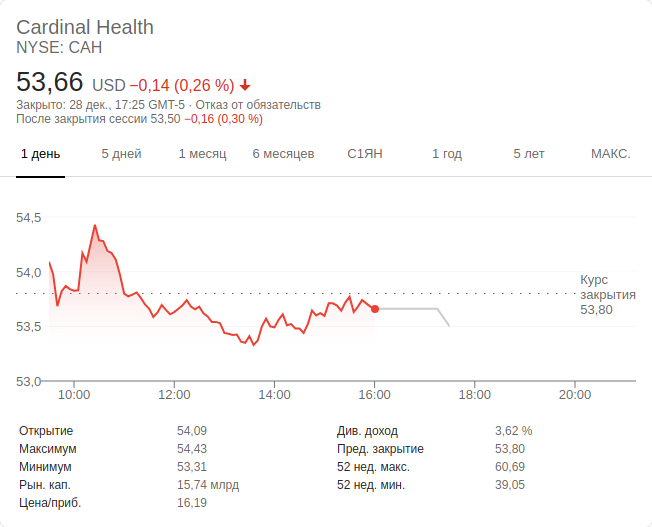 Cardinal Health
NYSE: CAH
53,66 USD −0,14 (0,26 %)
Закрыто: 28 дек., 17:25 GMT-5 · Отказ от обязательств
После закрытия сессии 53,50 −0,16 (0,30 %)
1 день 5 дней 1 месяц 6 месяцев С1ЯН 1 год 5 лет МАКС.
54,5
54,0
53,5
53,0
Курс
закрытия
53,80
10:00 12:00 14:00 16:00 18:00 20:00
Открытие 54,09
Максимум 54,43
Минимум 53,31
Рын. кап. 15,74 млрд
Цена/приб. 16,19
Див. доход 3,62 %
Пред. закрытие 53,80
52 нед. макс. 60,69
52 нед. мин. 39,05